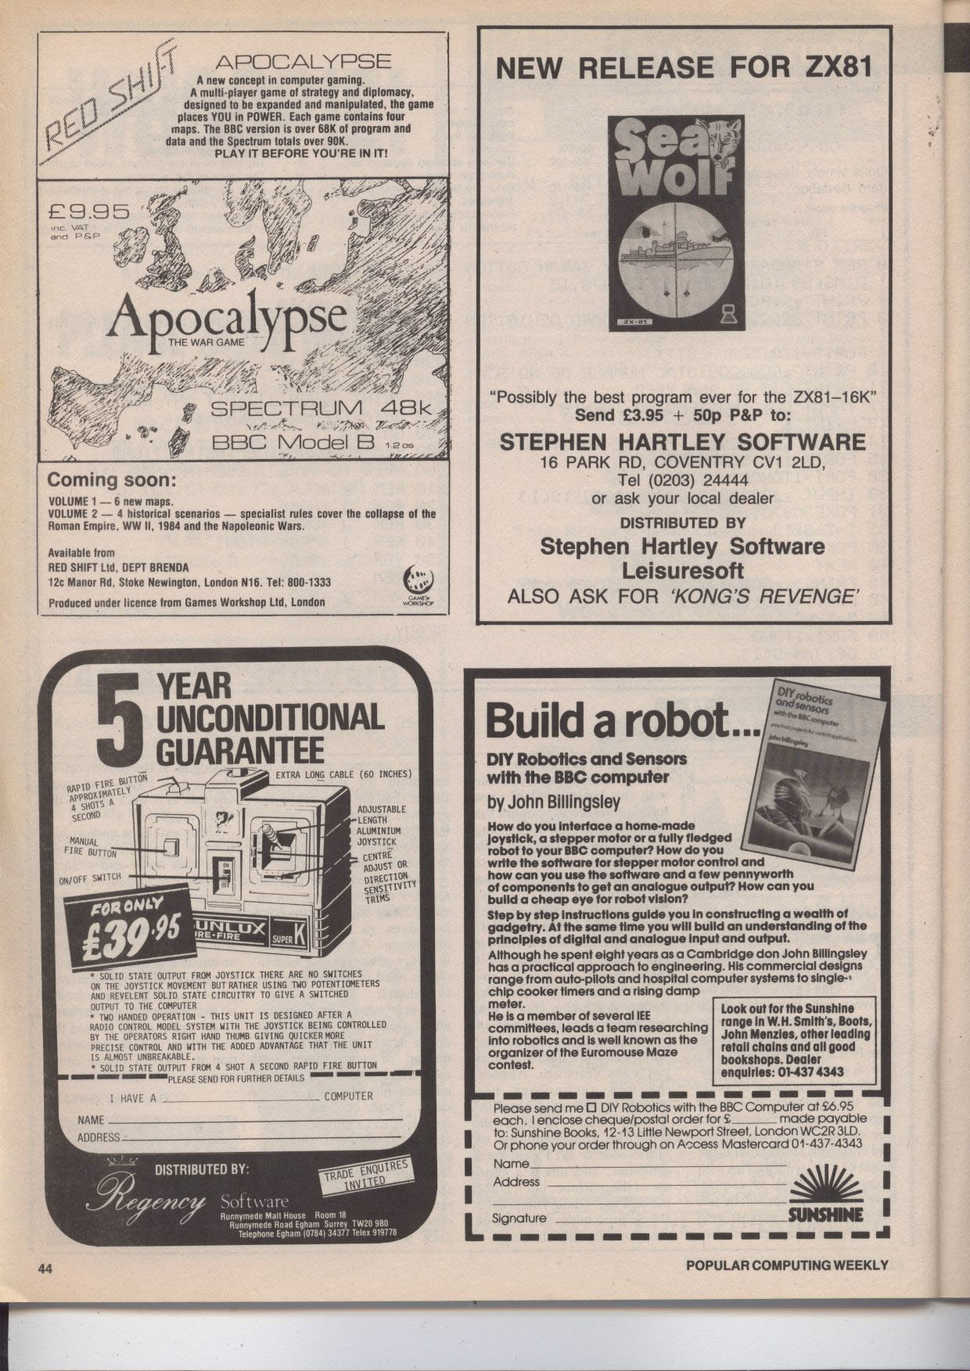 RED SHIFT
APOCALYPSE
A new concept in computer gaming.
A multi-player game of strategy and diplomacy,
designed to be expanded and manipulated, the game
places YOU in POWER. Each game contains four
maps. The BBC version is over 68K of program and
data and the Spectrum totals over 90K.
PLAY IT BEFORE YOU'RE IN IT!
£9.95
inc. VAT
and P&P
Apocalypse
THE WAR GAME
SPECTRUM 48k
BBC Model B 1.2 os
Coming soon:
VOLUME 1 — 6 new maps.
VOLUME 2 — 4 historical scenarios — specialist rules cover the collapse of the
Roman Empire, WW II, 1984 and the Napoleonic Wars.
Available from
RED SHIFT Ltd, DEPT BRENDA
12c Manor Rd, Stoke Newington, London N16. Tel: 800-1333
Produced under licence from Games Workshop Ltd, London
GAMES
WORKSHOP
NEW RELEASE FOR ZX81
Sea
Wolf
ZX-81
"Possibly the best program ever for the ZX81–16K"
Send £3.95 + 50p P&P to:
STEPHEN HARTLEY SOFTWARE
16 PARK RD, COVENTRY CV1 2LD,
Tel (0203) 24444
or ask your local dealer
DISTRIBUTED BY
Stephen Hartley Software
Leisuresoft
ALSO ASK FOR 'KONG'S REVENGE'
5 YEAR
UNCONDITIONAL
GUARANTEE
RAPID FIRE BUTTON
APPROXIMATELY
4 SHOTS A
SECOND
EXTRA LONG CABLE (60 INCHES)
MANUAL
FIRE BUTTON
ON/OFF SWITCH
ADJUSTABLE
LENGTH
ALUMINIUM
JOYSTICK
CENTRE
ADJUST OR
DIRECTION
SENSITIVITY
TRIMS
FOR ONLY
£39.95
SUNLUX
URE-FIRE
SUPER K
* SOLID STATE OUTPUT FROM JOYSTICK THERE ARE NO SWITCHES
ON THE JOYSTICK MOVEMENT BUT RATHER USING TWO POTENTIOMETERS
AND REVELENT SOLID STATE CIRCUITRY TO GIVE A SWITCHED
OUTPUT TO THE COMPUTER
* TWO HANDED OPERATION - THIS UNIT IS DESIGNED AFTER A
RADIO CONTROL MODEL SYSTEM WITH THE JOYSTICK BEING CONTROLLED
BY THE OPERATORS RIGHT HAND THUMB GIVING QUICKER MORE
PRECISE CONTROL AND WITH THE ADDED ADVANTAGE THAT THE UNIT
IS ALMOST UNBREAKABLE.
* SOLID STATE OUTPUT FROM 4 SHOT A SECOND RAPID FIRE BUTTON
PLEASE SEND FOR FURTHER DETAILS
I HAVE A ____ COMPUTER
NAME ____
ADDRESS ____
DISTRIBUTED BY:
TRADE ENQUIRES
INVITED
Regency Software
Runnymede Malt House Room 18
Runnymede Road Egham Surrey TW20 9BD
Telephone Egham (0784) 34377 Telex 919778
Build a robot...
DIY robotics
and sensors
with the BBC computer
john billingsley
DIY Robotics and Sensors
with the BBC computer
by John Billingsley
How do you interface a home-made
joystick, a stepper motor or a fully fledged
robot to your BBC computer? How do you
write the software for stepper motor control and
how can you use the software and a few pennyworth
of components to get an analogue output? How can you
build a cheap eye for robot vision?
Step by step instructions guide you in constructing a wealth of
gadgetry. At the same time you will build an understanding of the
principles of digital and analogue input and output.
Although he spent eight years as a Cambridge don John Billingsley
has a practical approach to engineering. His commercial designs
range from auto-pilots and hospital computer systems to single-
chip cooker timers and a rising damp
meter.
He is a member of several IEE
committees, leads a team researching
into robotics and is well known as the
organizer of the Euromouse Maze
contest.
Look out for the Sunshine
range in W.H. Smith's, Boots,
John Menzies, other leading
retail chains and all good
bookshops. Dealer
enquiries: 01-437 4343
Please send me ☐ DIY Robotics with the BBC Computer at £6.95
each. I enclose cheque/postal order for £____ made payable
to: Sunshine Books, 12-13 Little Newport Street, London WC2R 3LD.
Or phone your order through on Access Mastercard 01-437-4343
Name ____
Address ____
Signature ____
SUNSHINE
44
POPULAR COMPUTING WEEKLY